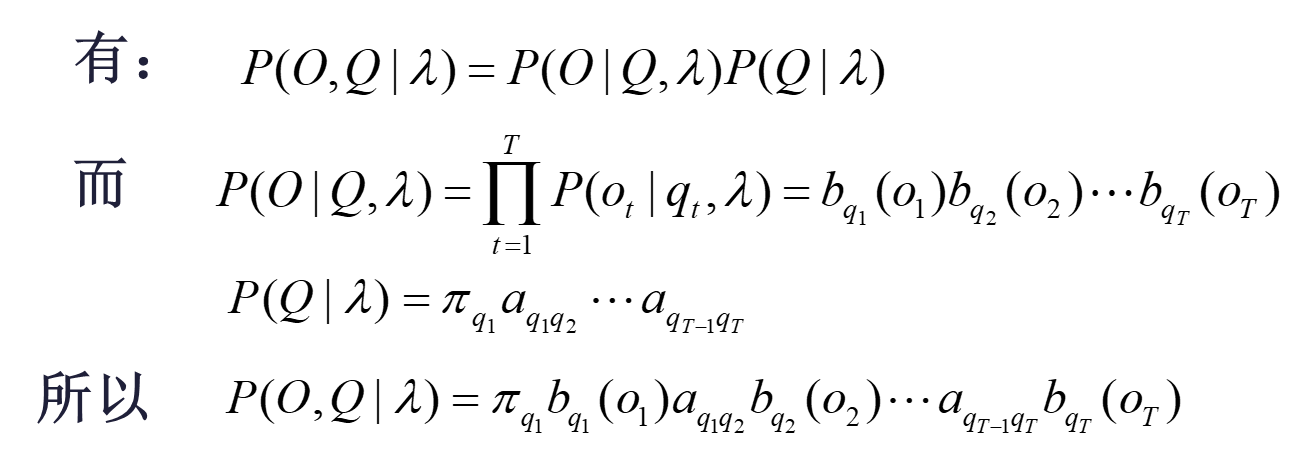 有： P(O,Q|λ)=P(O|Q,λ)P(Q|λ)
而 P(O|Q,λ)=∏_{t=1}^{T} P(o_t|q_t,λ)=b_{q_1}(o_1)b_{q_2}(o_2)⋯b_{q_T}(o_T)
P(Q|λ)=π_{q_1}a_{q_1q_2}⋯a_{q_{T-1}q_T}
所以 P(O,Q|λ)=π_{q_1}b_{q_1}(o_1)a_{q_1q_2}b_{q_2}(o_2)⋯a_{q_{T-1}q_T}b_{q_T}(o_T)